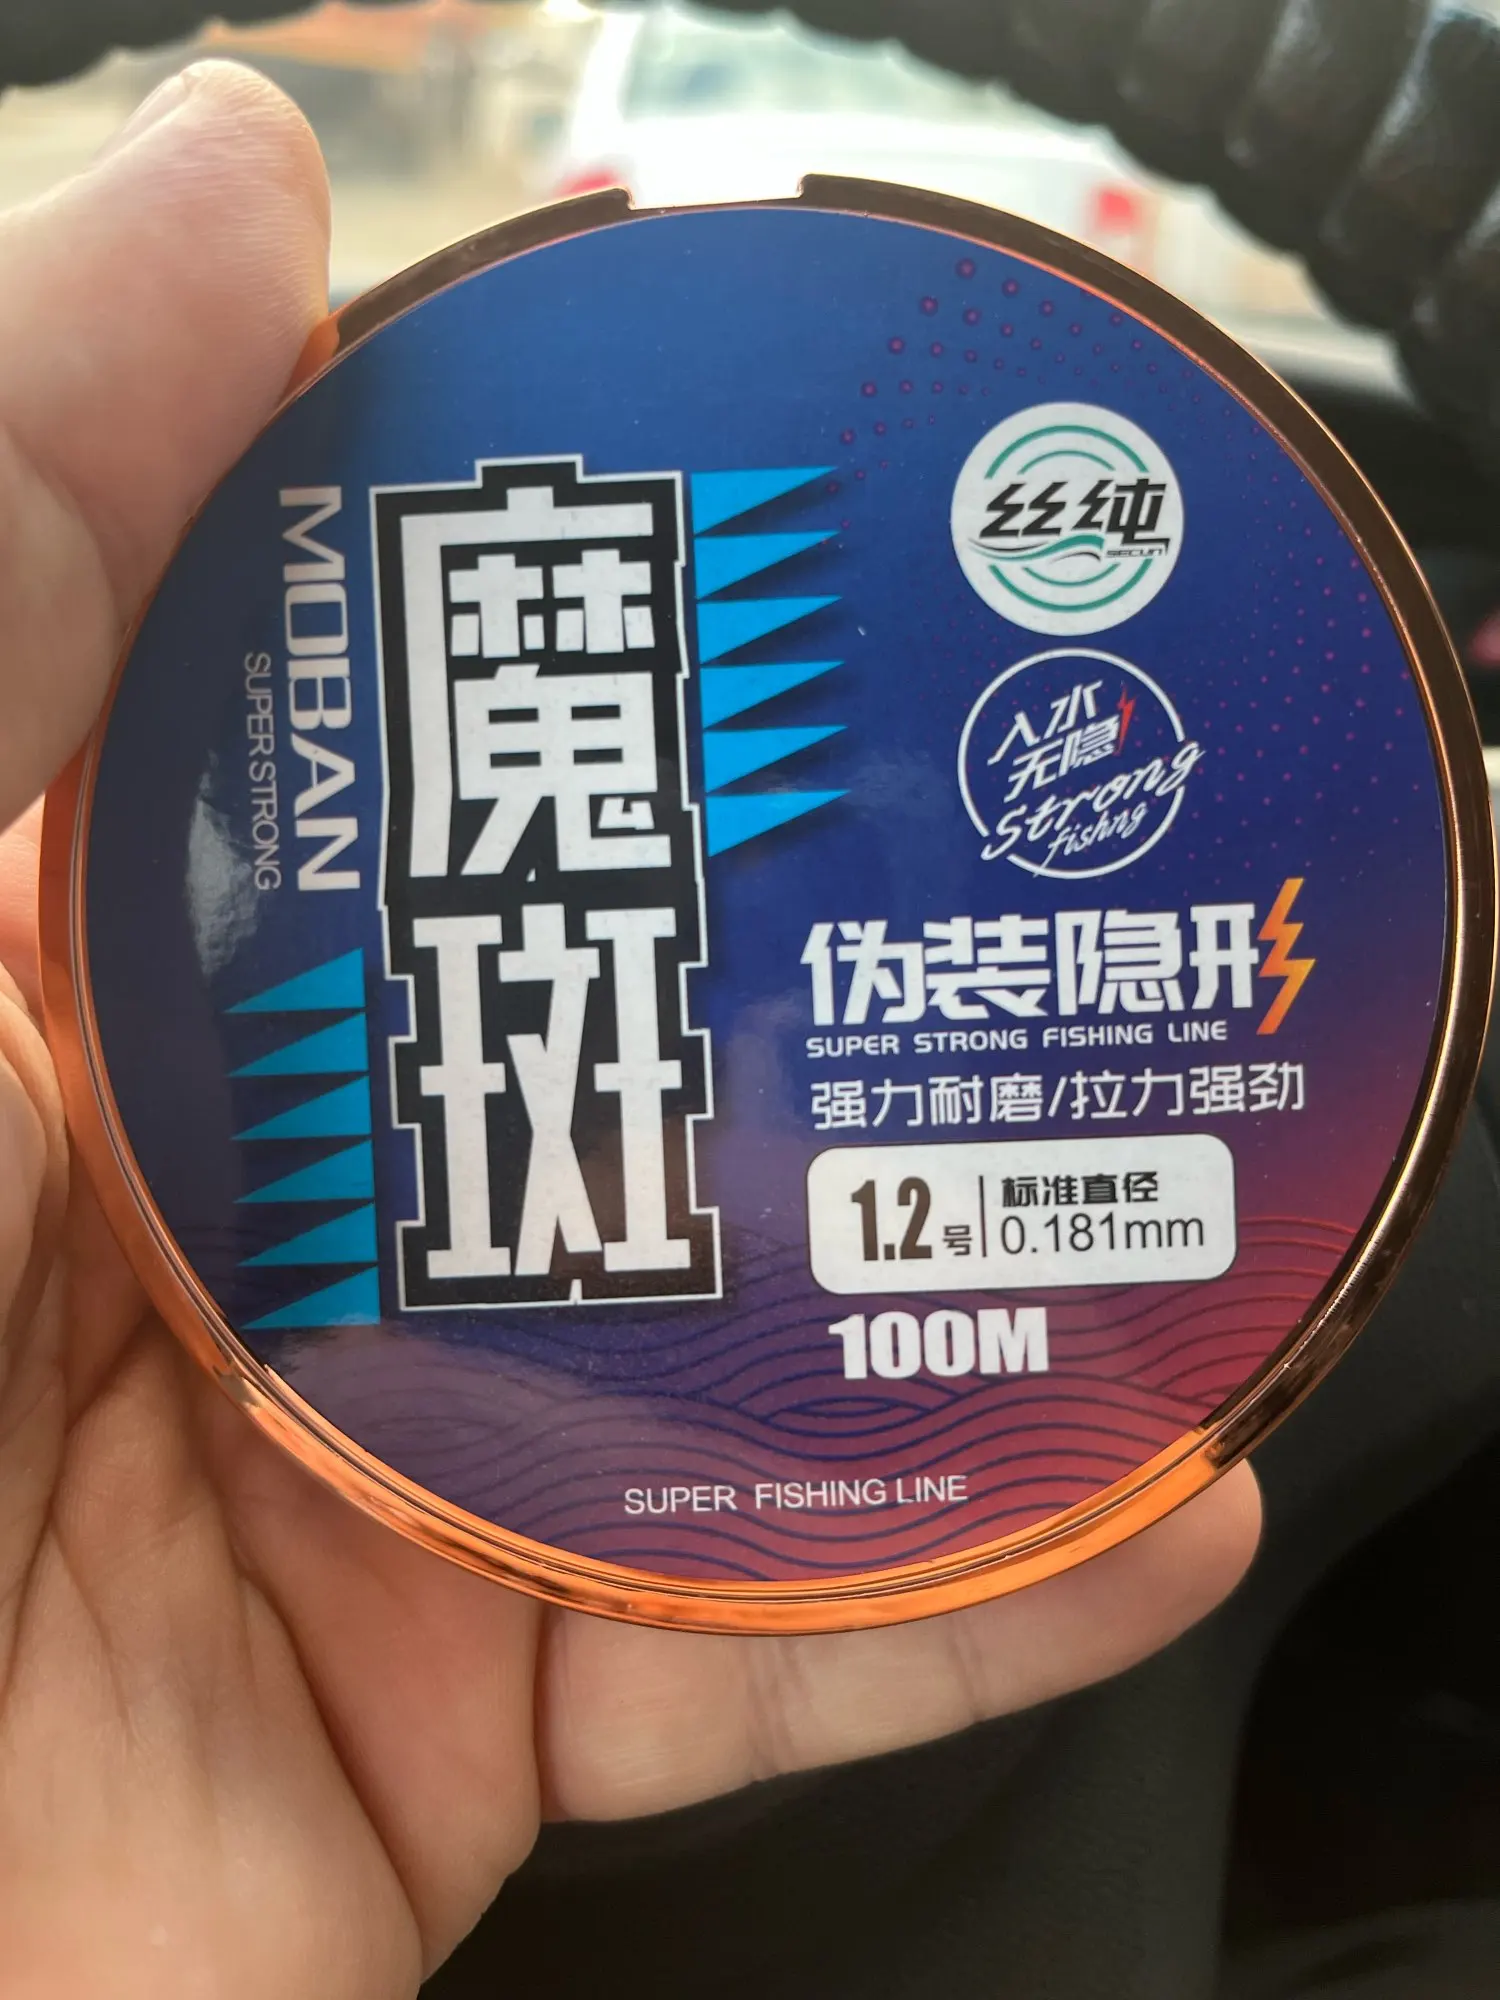 魔斑
MOBAN
SUPER STRONG
丝纯
SECUN
入水
无隐
Strong
fishng
伪装隐形
SUPER STRONG FISHING LINE
强力耐磨/拉力强劲
1.2号
标准直径
0.181mm
100M
SUPER FISHING LINE